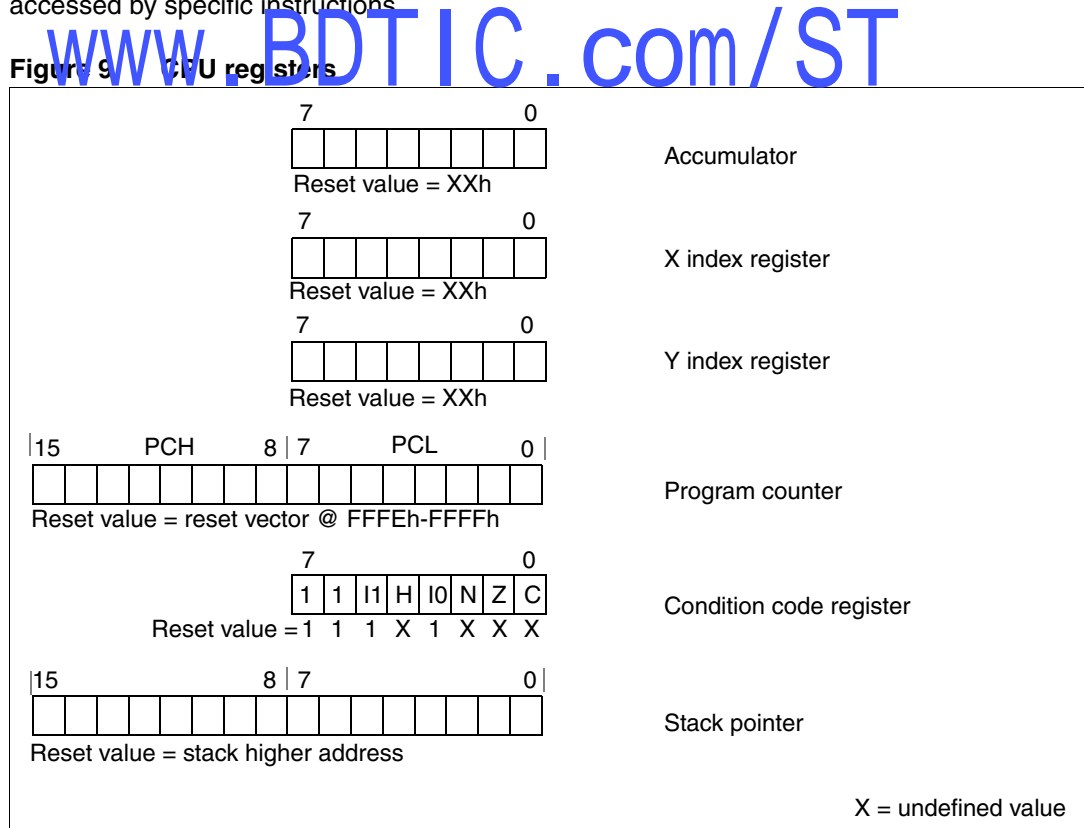 accessed by specific instructions
www.BDTIC.com/ST
Figure 9. CPU registers
7 0
Accumulator
Reset value = XXh
7 0
X index register
Reset value = XXh
7 0
Y index register
Reset value = XXh
15 PCH 8 7 PCL 0
Program counter
Reset value = reset vector @ FFFEh-FFFFh
7 0
1 1 I1 H I0 N Z C
Condition code register
Reset value = 1 1 1 X 1 X X X
15 8 7 0
Stack pointer
Reset value = stack higher address
X = undefined value